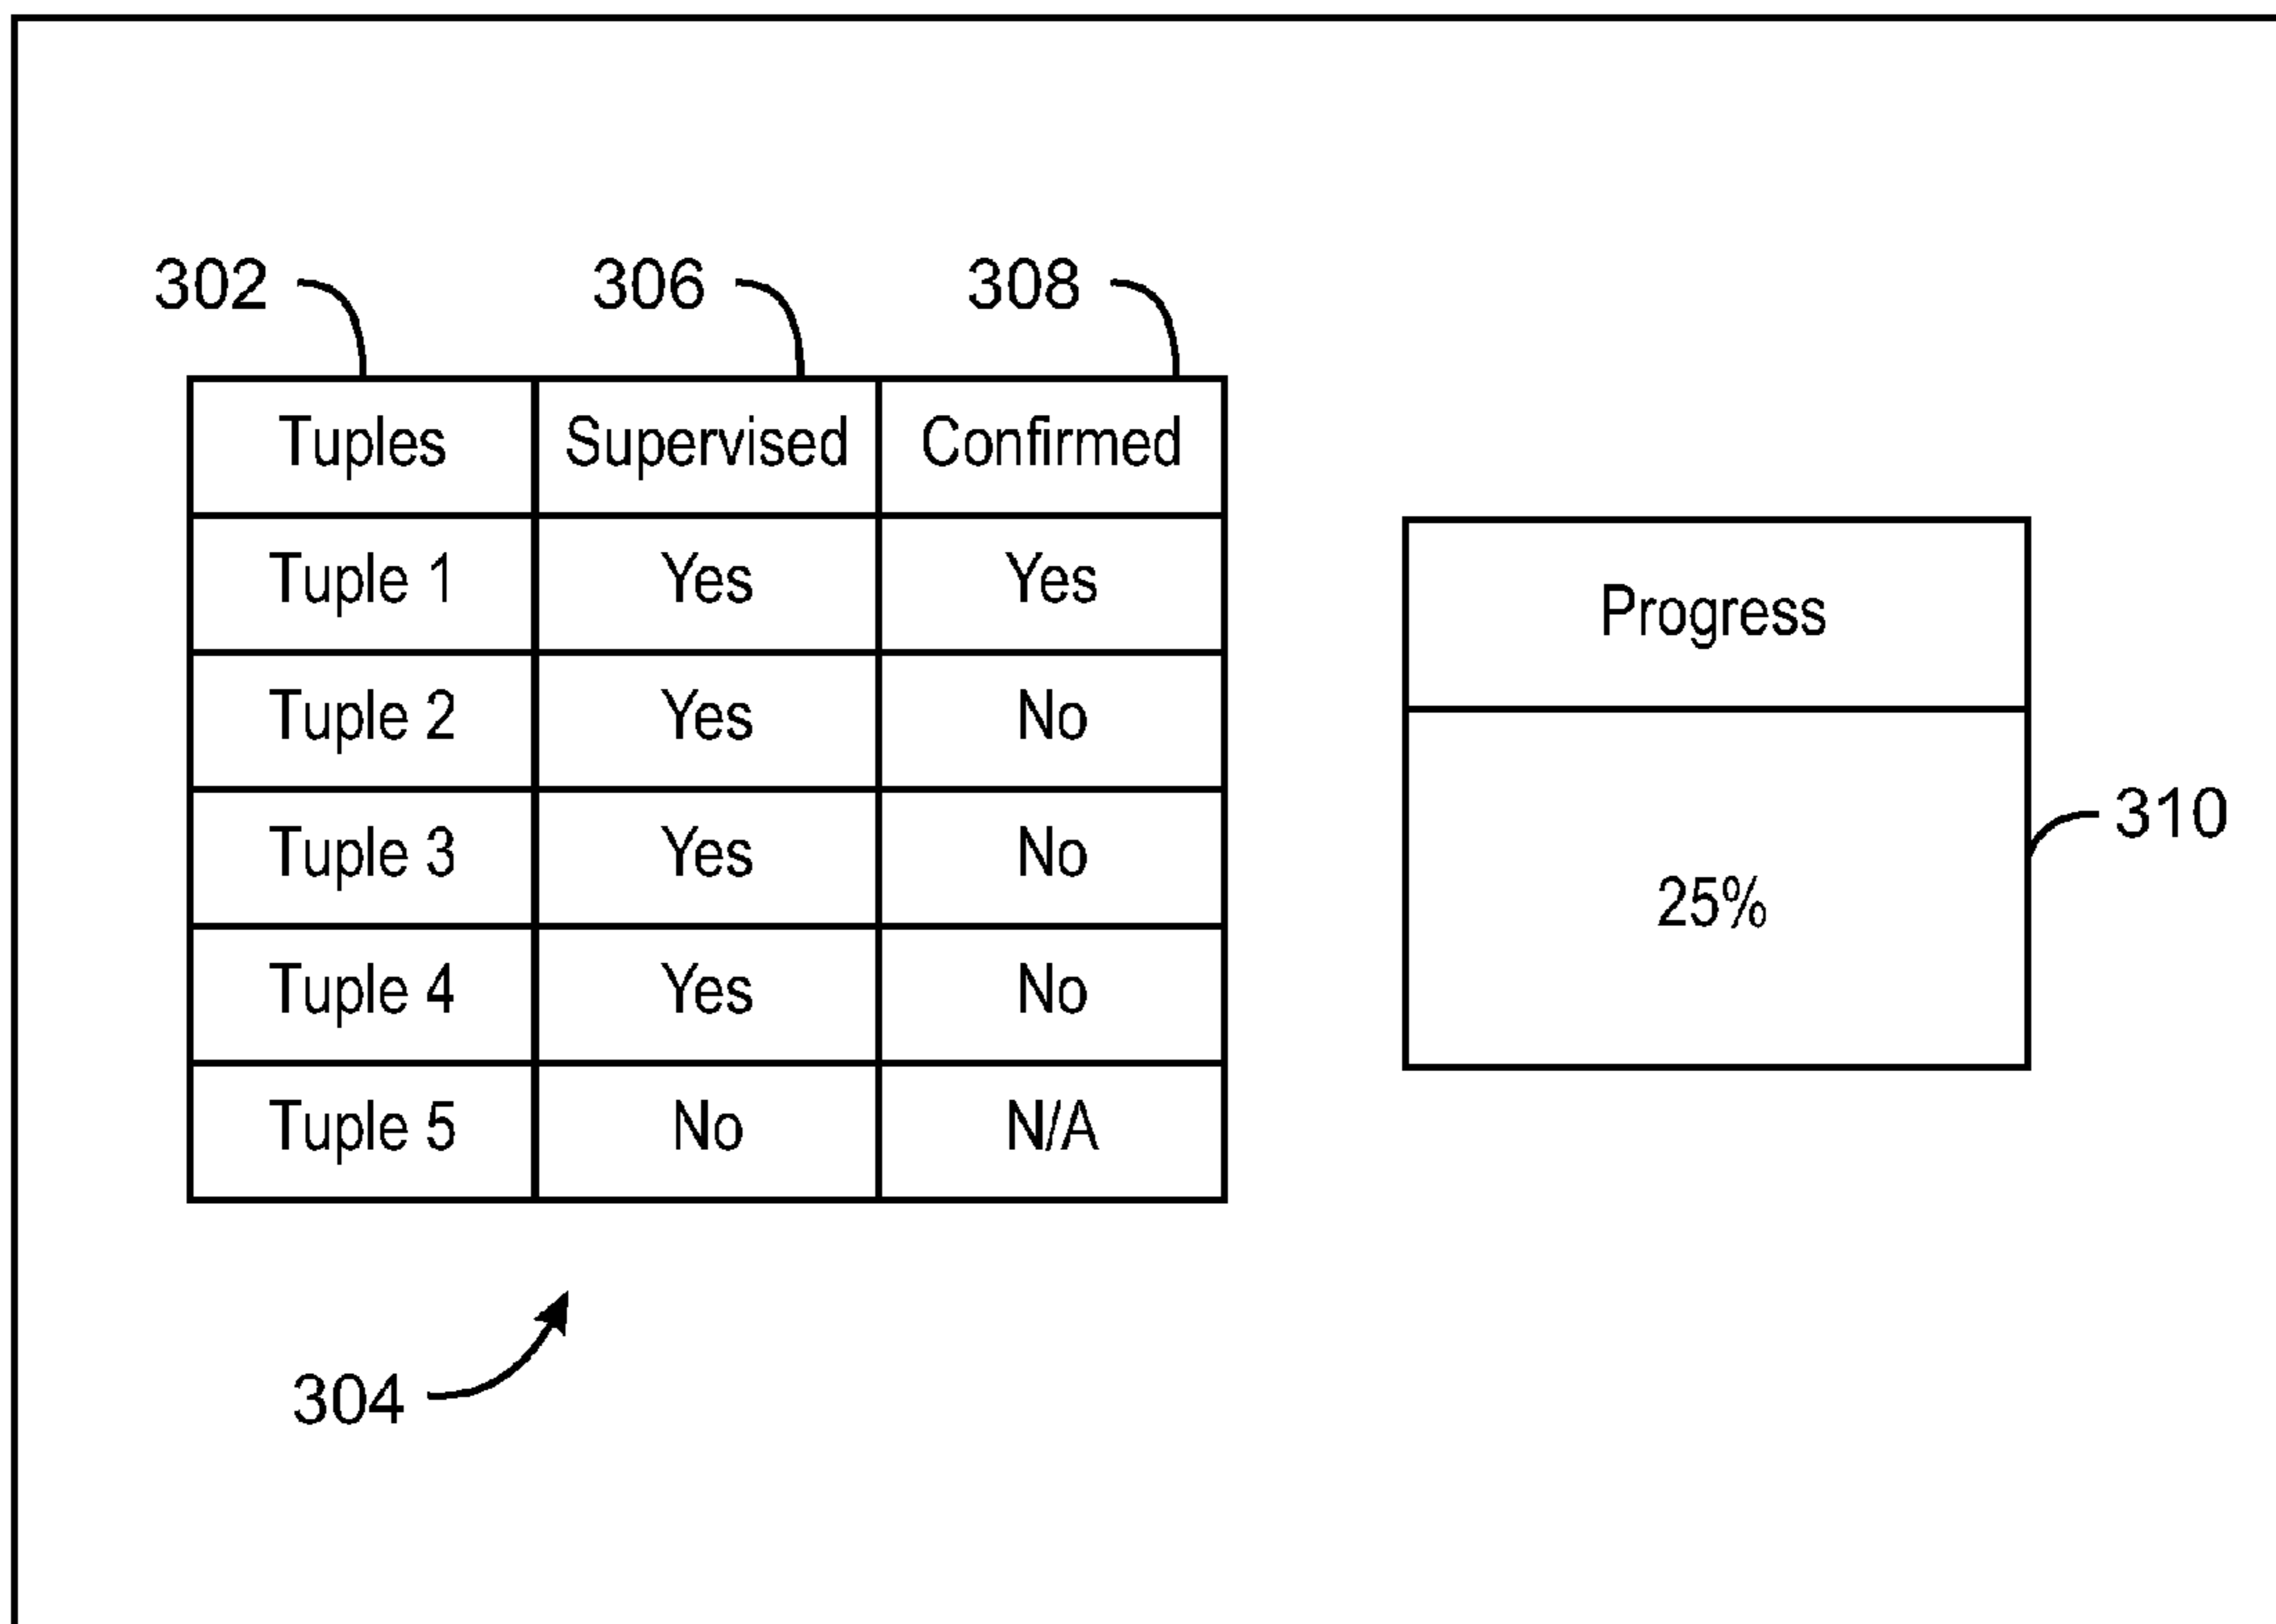 302 306 308
Tuples Supervised Confirmed
Tuple 1 Yes Yes
Tuple 2 Yes No
Tuple 3 Yes No
Tuple 4 Yes No
Tuple 5 No N/A
304
Progress
25%
310